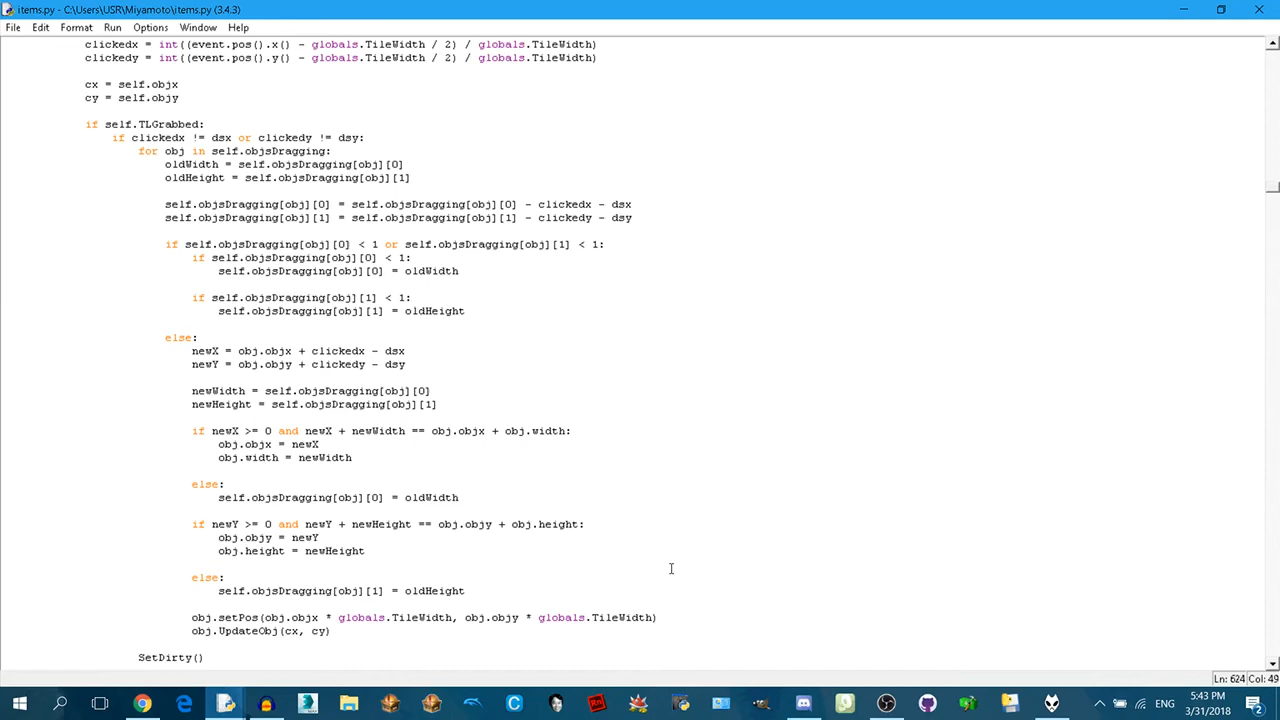 items.py - C:\Users\USR\Miyamoto\items.py (3.4.3)
File Edit Format Run Options Window Help
clickedx = int((event.pos().x() - globals.TileWidth / 2) / globals.TileWidth)
clickedy = int((event.pos().y() - globals.TileWidth / 2) / globals.TileWidth)
cx = self.objx
cy = self.objy
if self.TLGrabbed:
if clickedx != dsx or clickedy != dsy:
for obj in self.objsDragging:
oldWidth = self.objsDragging[obj][0]
oldHeight = self.objsDragging[obj][1]
self.objsDragging[obj][0] = self.objsDragging[obj][0] - clickedx - dsx
self.objsDragging[obj][1] = self.objsDragging[obj][1] - clickedy - dsy
if self.objsDragging[obj][0] < 1 or self.objsDragging[obj][1] < 1:
if self.objsDragging[obj][0] < 1:
self.objsDragging[obj][0] = oldWidth
if self.objsDragging[obj][1] < 1:
self.objsDragging[obj][1] = oldHeight
else:
newX = obj.objx + clickedx - dsx
newY = obj.objy + clickedy - dsy
newWidth = self.objsDragging[obj][0]
newHeight = self.objsDragging[obj][1]
if newX >= 0 and newX + newWidth == obj.objx + obj.width:
obj.objx = newX
obj.width = newWidth
else:
self.objsDragging[obj][0] = oldWidth
if newY >= 0 and newY + newHeight == obj.objy + obj.height:
obj.objy = newY
obj.height = newHeight
else:
self.objsDragging[obj][1] = oldHeight
obj.setPos(obj.objx * globals.TileWidth, obj.objy * globals.TileWidth)
obj.UpdateObj(cx, cy)
SetDirty()
Ln: 624 Col: 49
ENG
5:43 PM
3/31/2018
2